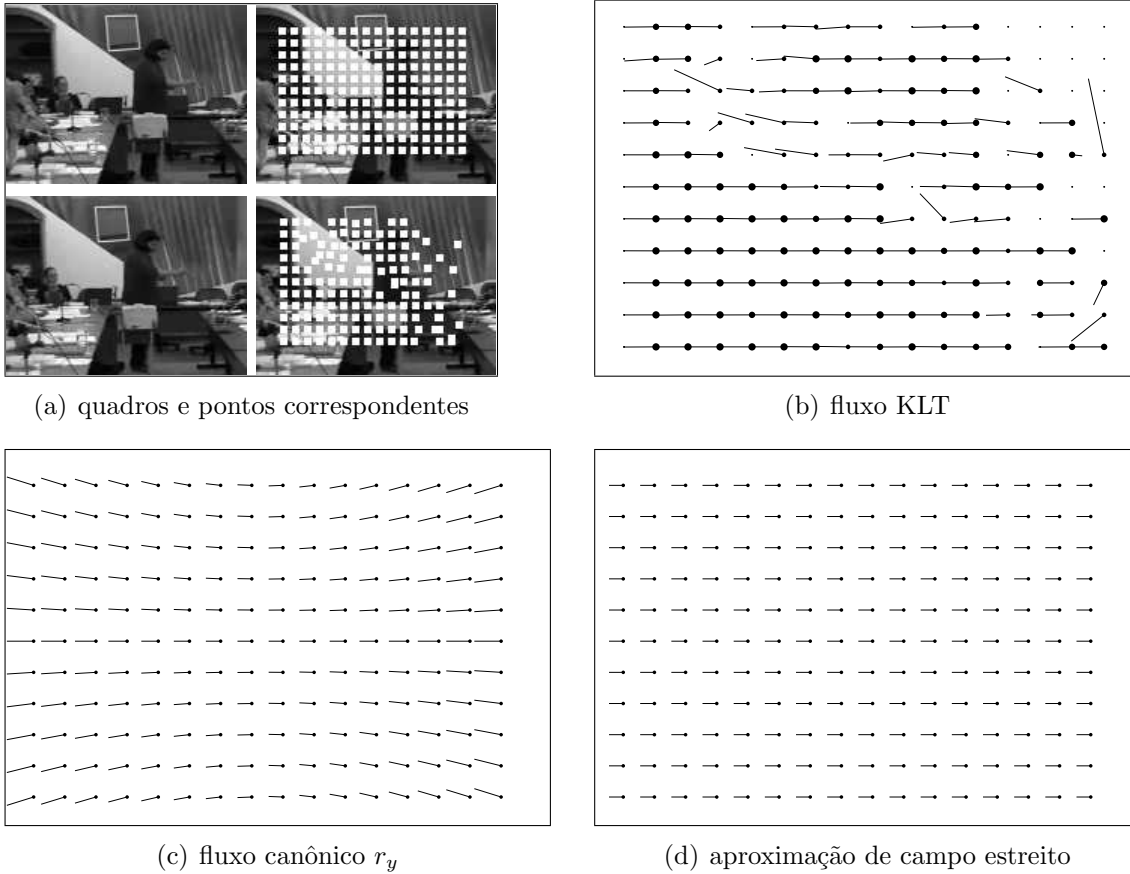 (a) quadros e pontos correspondentes
(b) fluxo KLT
(c) fluxo canônico r_y
(d) aproximação de campo estreito